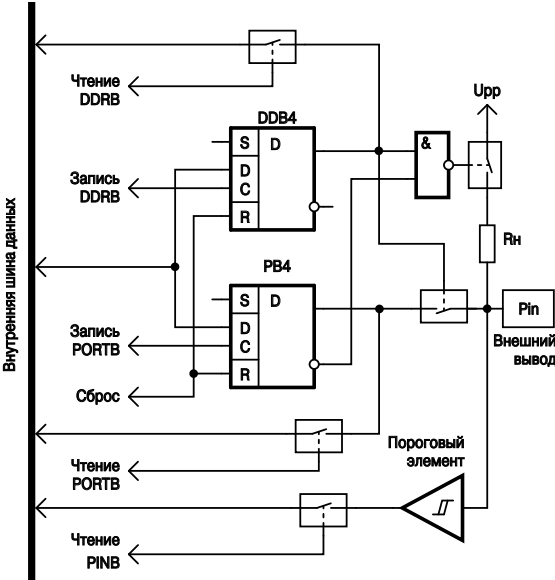 Чтение
DDRB
Upp
DDB4
S
D
&
D
C
R
Запись
DDRB
Rн
Внутренняя шина данных
PB4
S
D
D
C
R
Pin
Внешний
вывод
Запись
PORTB
Сброс
Пороговый
элемент
Чтение
PORTB
Чтение
PINB